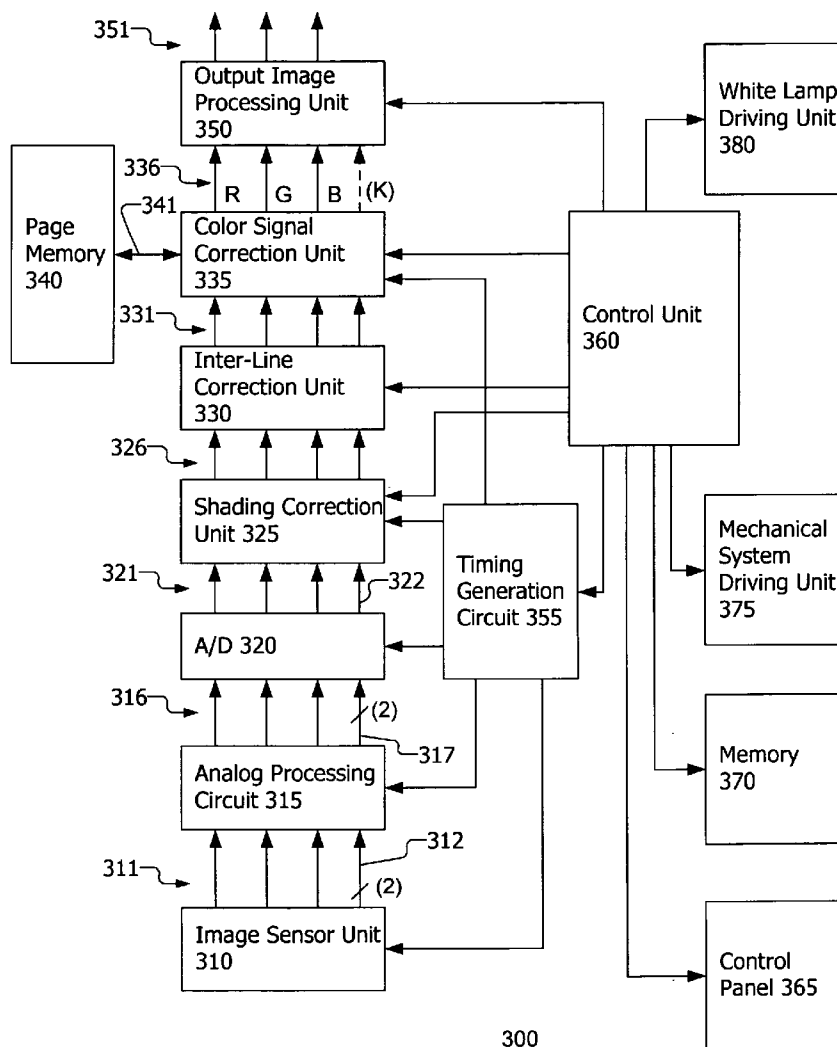 351
Output Image
Processing Unit
350
White Lamp
Driving Unit
380
336
R G B (K)
341
Page
Memory
340
Color Signal
Correction Unit
335
Control Unit
360
331
Inter-Line
Correction Unit
330
326
Shading Correction
Unit 325
Timing
Generation
Circuit 355
Mechanical
System
Driving Unit
375
321
322
A/D 320
316
(2)
317
Analog Processing
Circuit 315
Memory
370
312
311
(2)
Image Sensor Unit
310
Control
Panel 365
300